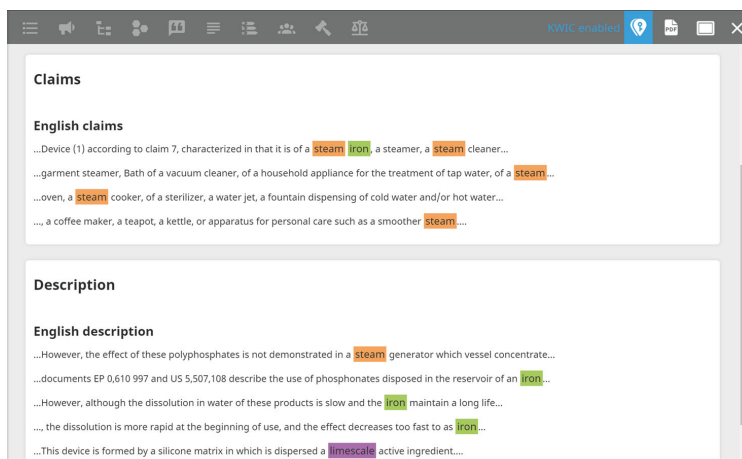 KWIC enabled
PDF
Claims
English claims
...Device (1) according to claim 7, characterized in that it is of a steam iron, a steamer, a steam cleaner...
...garment steamer, Bath of a vacuum cleaner, of a household appliance for the treatment of tap water, of a steam...
...oven, a steam cooker, of a sterilizer, a water jet, a fountain dispensing of cold water and/or hot water...
..., a coffee maker, a teapot, a kettle, or apparatus for personal care such as a smoother steam....
Description
English description
...However, the effect of these polyphosphates is not demonstrated in a steam generator which vessel concentrate...
...documents EP 0,610 997 and US 5,507,108 describe the use of phosphonates disposed in the reservoir of an iron...
...However, although the dissolution in water of these products is slow and the iron maintain a long life...
..., the dissolution is more rapid at the beginning of use, and the effect decreases too fast to as iron...
...This device is formed by a silicone matrix in which is dispersed a limescale active ingredient....